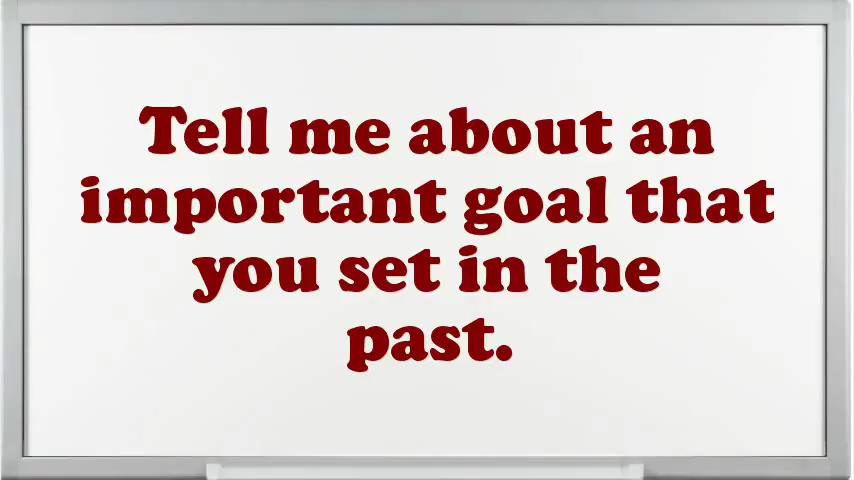 Tell me about an
important goal that
you set in the
past.